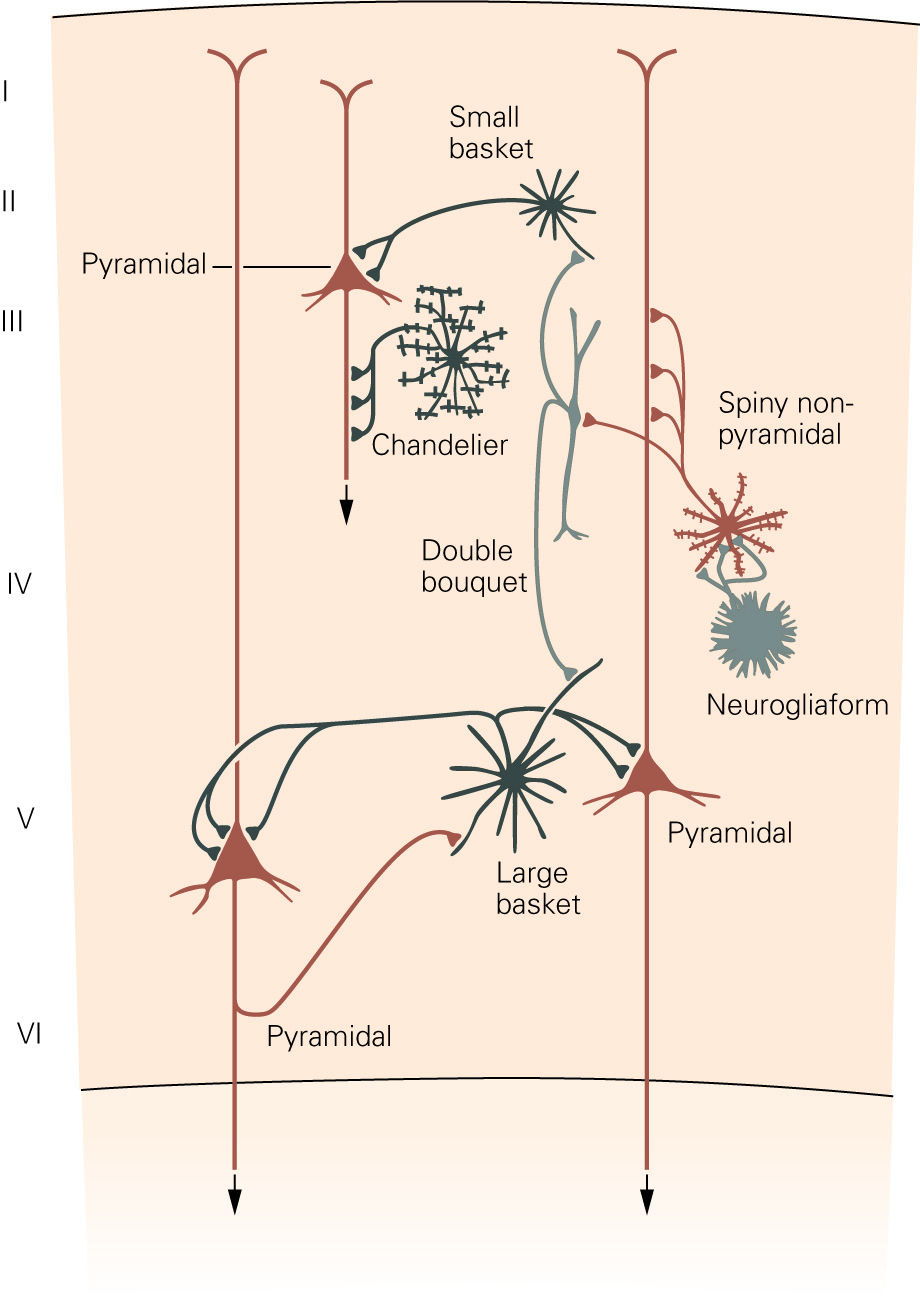 I
Small
basket
II
Pyramidal
III
Spiny non-
pyramidal
Chandelier
Double
bouquet
IV
Neurogliaform
V
Pyramidal
Large
basket
VI
Pyramidal